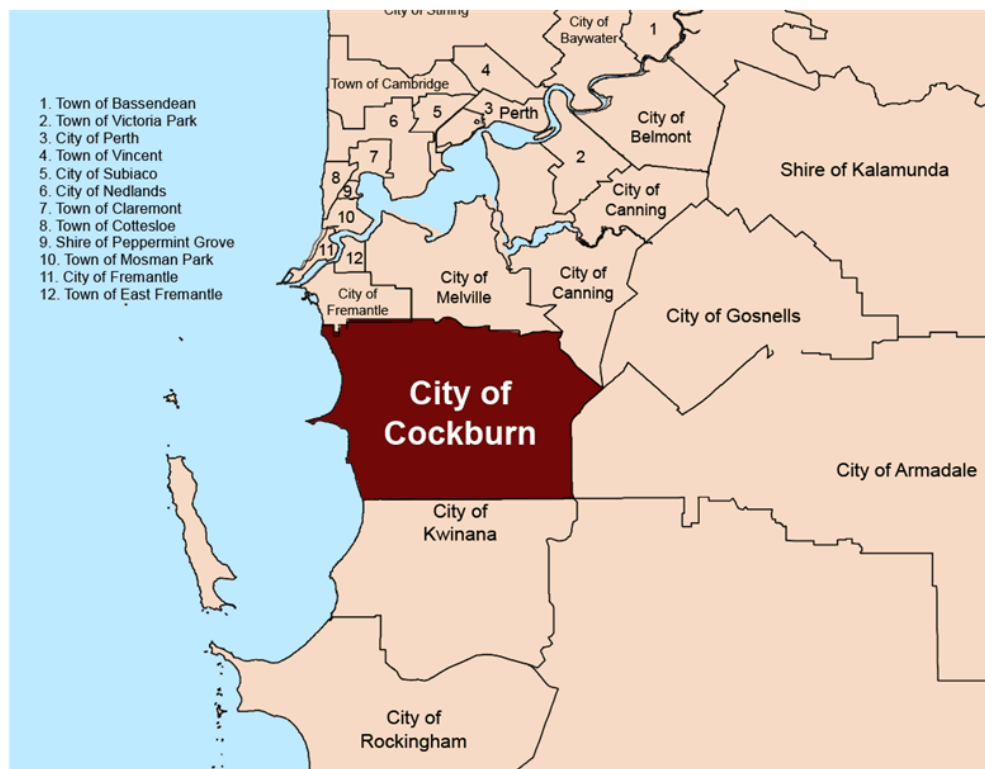 City of Stirling
City of
Baywater
1
4
Town of Cambridge
1. Town of Bassendean
2. Town of Victoria Park
3. City of Perth
4. Town of Vincent
5. City of Subiaco
6. City of Nedlands
7. Town of Claremont
8. Town of Cottesloe
9. Shire of Peppermint Grove
10. Town of Mosman Park
11. City of Fremantle
12. Town of East Fremantle
6
5
3
Perth
City of
Belmont
7
2
8
9
Shire of Kalamunda
City of
Canning
10
11
12
City of
Fremantle
City of
Melville
City of
Canning
City of Gosnells
City of
Cockburn
City of Armadale
City of
Kwinana
City of
Rockingham